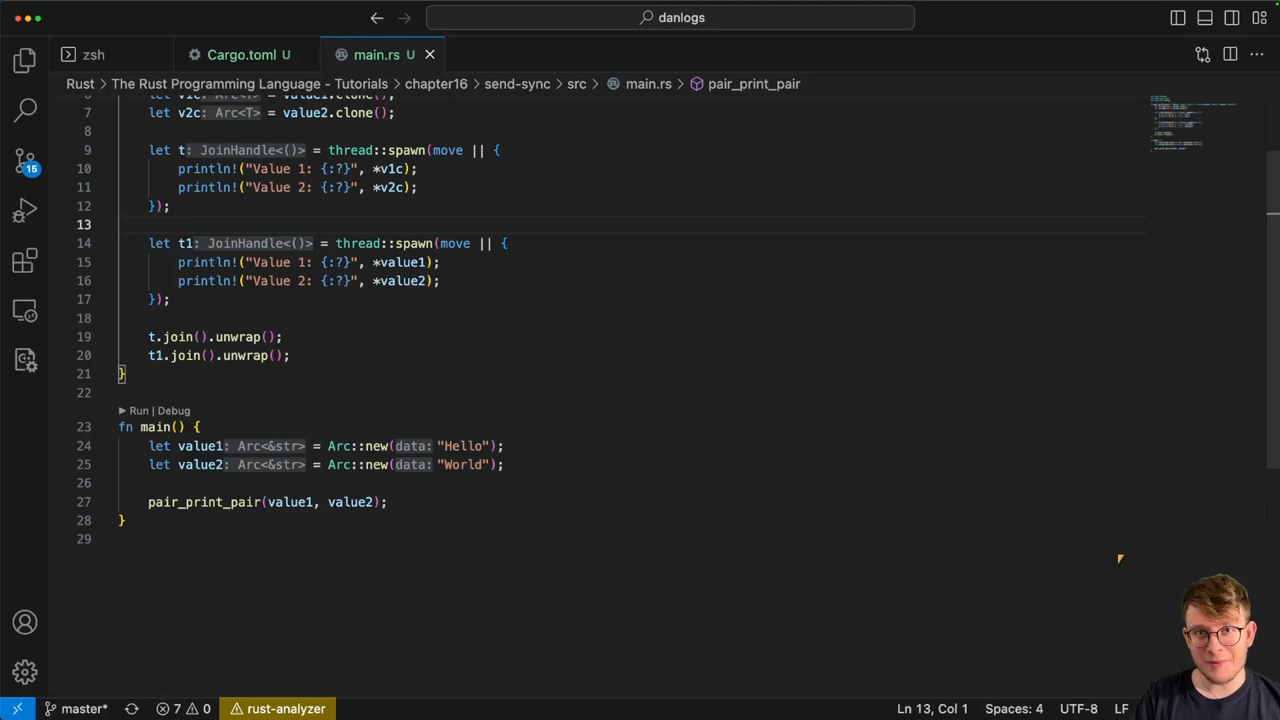 danlogs
zsh
Cargo.toml U
main.rs U
Rust > The Rust Programming Language - Tutorials > chapter16 > send-sync > src > main.rs > pair_print_pair
7 let v2c: Arc<T> = value2.clone();
8
9 let t: JoinHandle<()> = thread::spawn(move || {
10 println!("Value 1: {:?}", *v1c);
11 println!("Value 2: {:?}", *v2c);
12 });
13
14 let t1: JoinHandle<()> = thread::spawn(move || {
15 println!("Value 1: {:?}", *value1);
16 println!("Value 2: {:?}", *value2);
17 });
18
19 t.join().unwrap();
20 t1.join().unwrap();
21 }
22
Run | Debug
23 fn main() {
24 let value1: Arc<&str> = Arc::new(data: "Hello");
25 let value2: Arc<&str> = Arc::new(data: "World");
26
27 pair_print_pair(value1, value2);
28 }
29
15
master* 7 0 rust-analyzer Ln 13, Col 1 Spaces: 4 UTF-8 LF